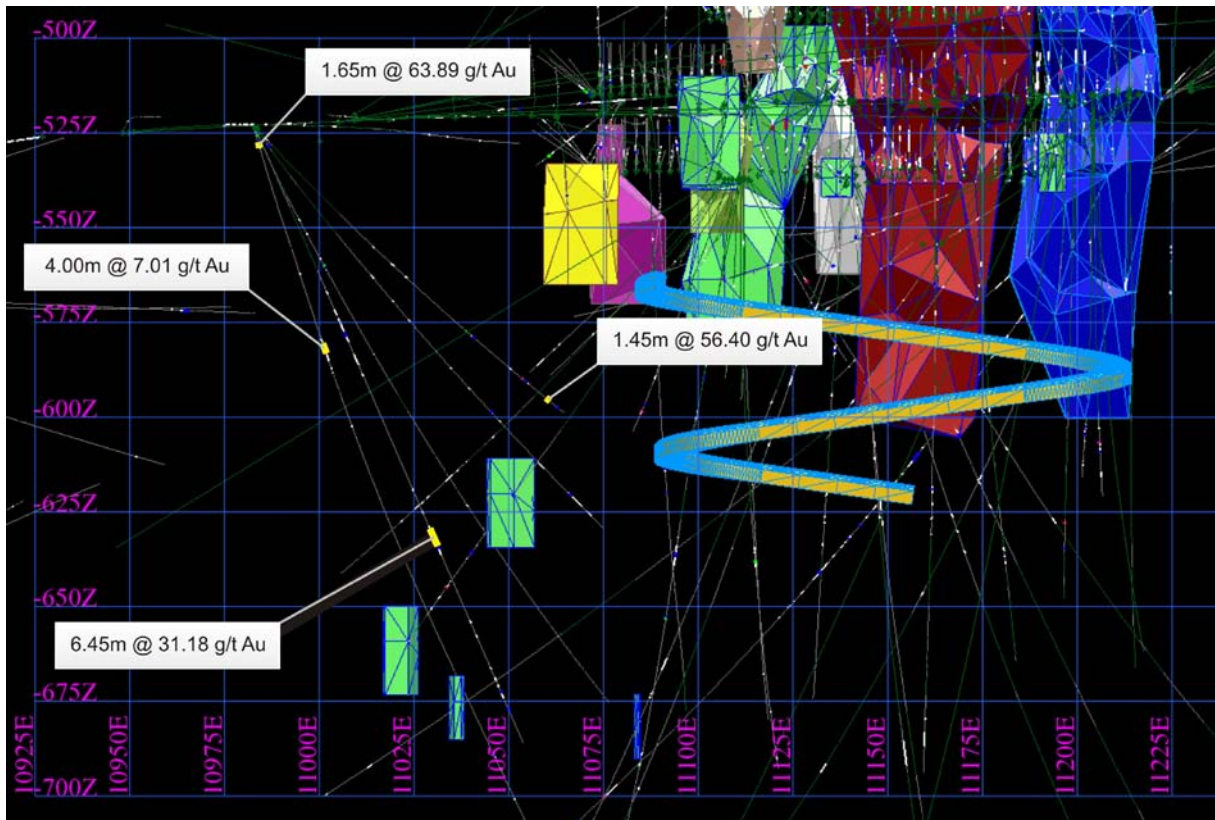 -500Z
1.65m @ 63.89 g/t Au
-525Z
-550Z
4.00m @ 7.01 g/t Au
-575Z
1.45m @ 56.40 g/t Au
-600Z
-625Z
-650Z
6.45m @ 31.18 g/t Au
-675Z
-700Z
10925E
10950E
10975E
11000E
11025E
11050E
11075E
11100E
11125E
11150E
11175E
11200E
11225E